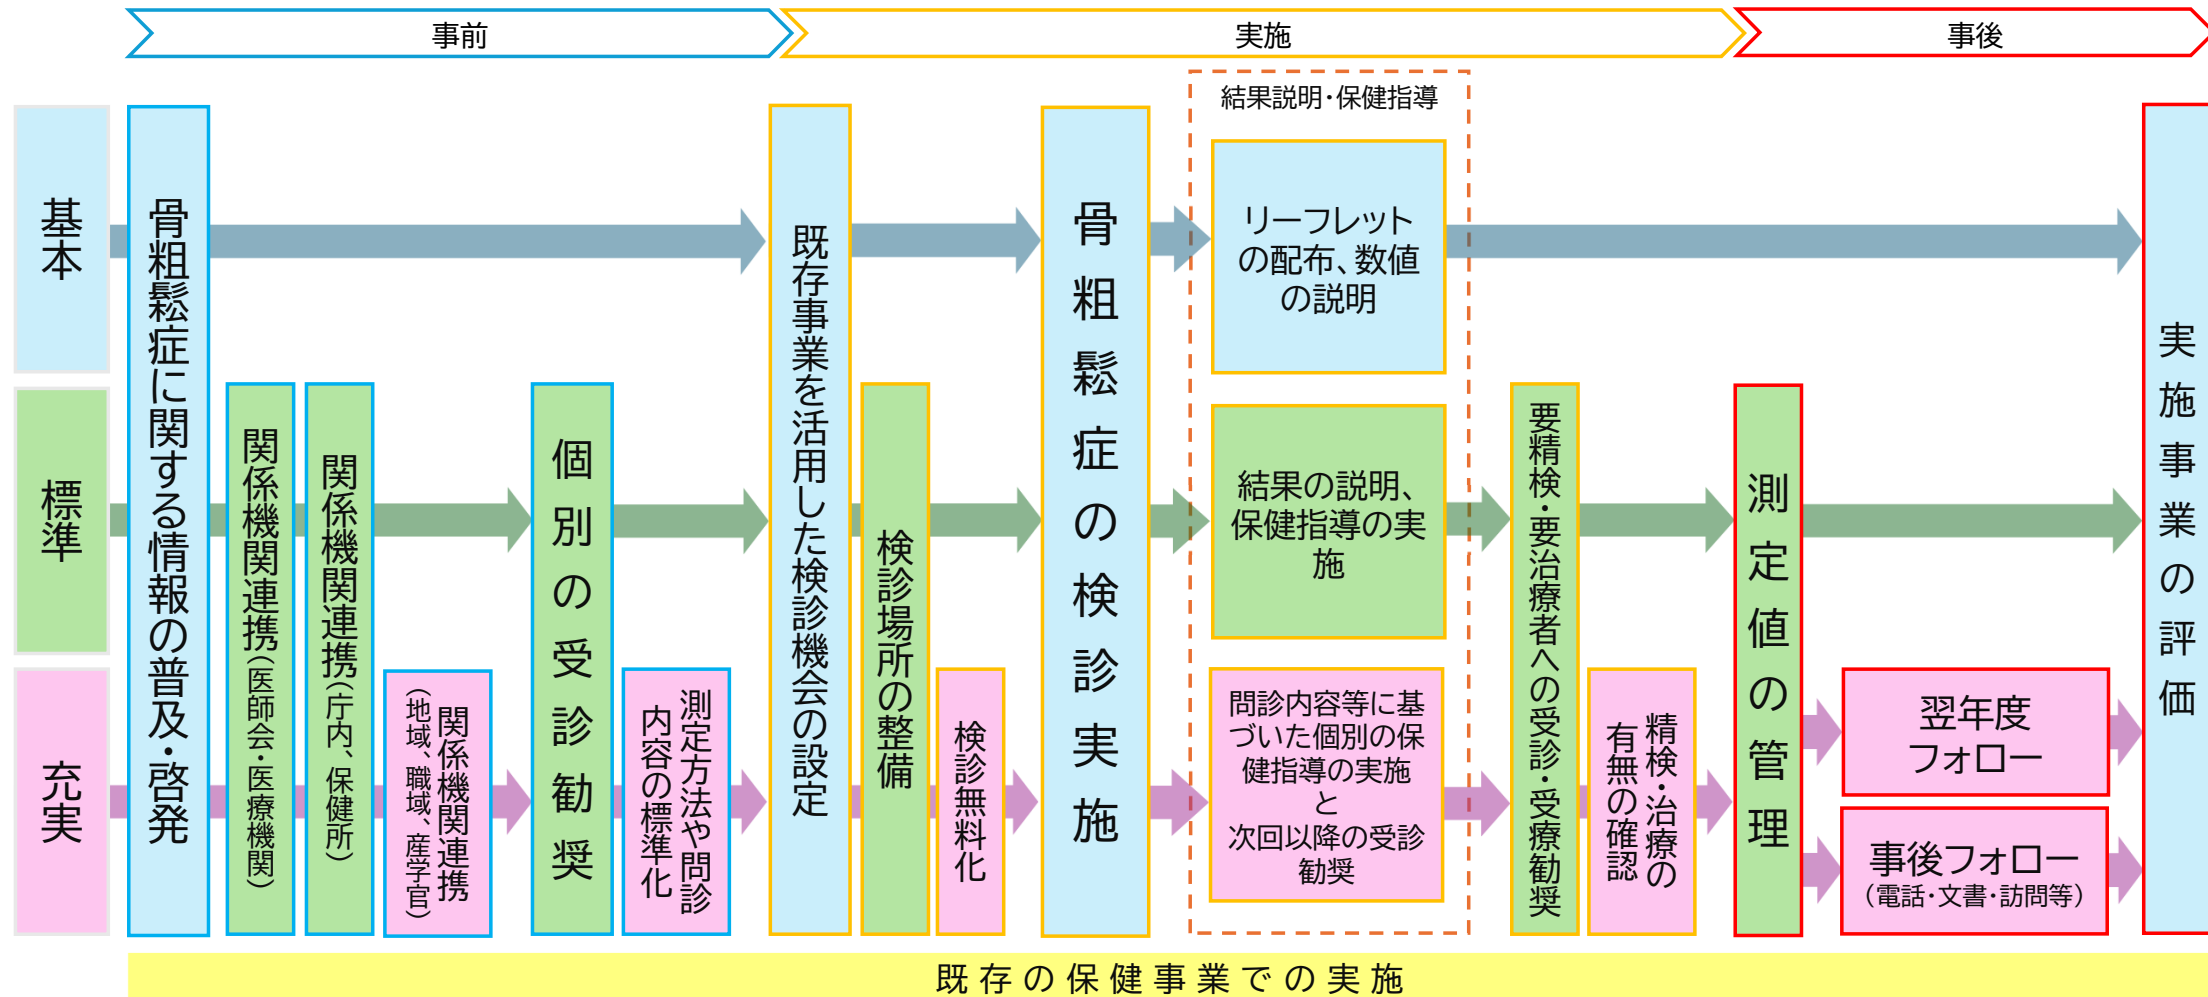 事前
実施
事後
基本
標準
充実
骨粗鬆症に関する情報の普及・啓発
関係機関連携(医師会・医療機関)
関係機関連携(庁内、保健所)
関係機関連携
(地域、職域、産学官)
個別の受診勧奨
測定方法や問診
内容の標準化
既存事業を活用した検診機会の設定
検診場所の整備
検診無料化
骨粗鬆症の検診実施
結果説明・保健指導
リーフレット
の配布、数値
の説明
結果の説明、
保健指導の実
施
問診内容等に基
づいた個別の保
健指導の実施
と
次回以降の受診
勧奨
要精検・要治療者への受診・受療勧奨
精検・治療の
有無の確認
測定値の管理
翌年度
フォロー
事後フォロー
(電話・文書・訪問等)
実施事業の評価
既存の保健事業での実施